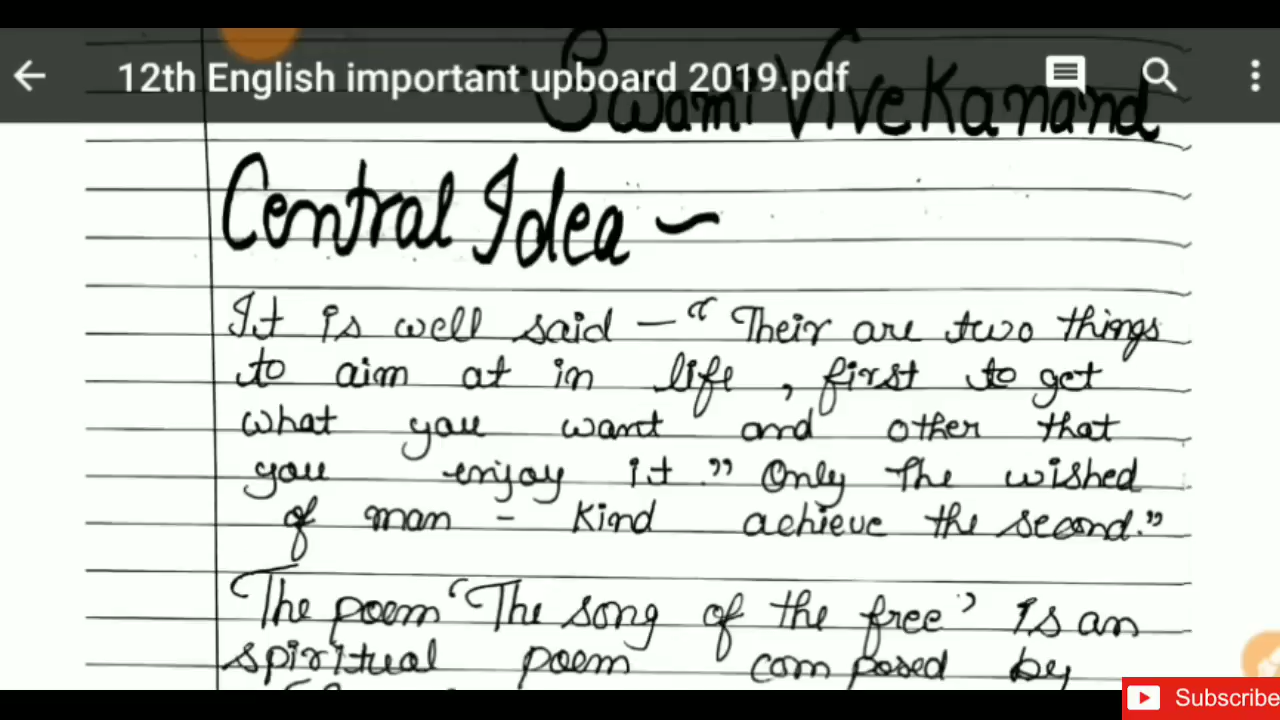 12th English important upboard 2019.pdf
- Swami Vivekanand
Central Idea -
It is well said - "Their are two things
to aim at in life, first to get
what you want and other that
you enjoy it." Only The wished
of man - kind achieve the second."
The poem 'The song of the free' is an
spiritual poem composed by
Subscribe